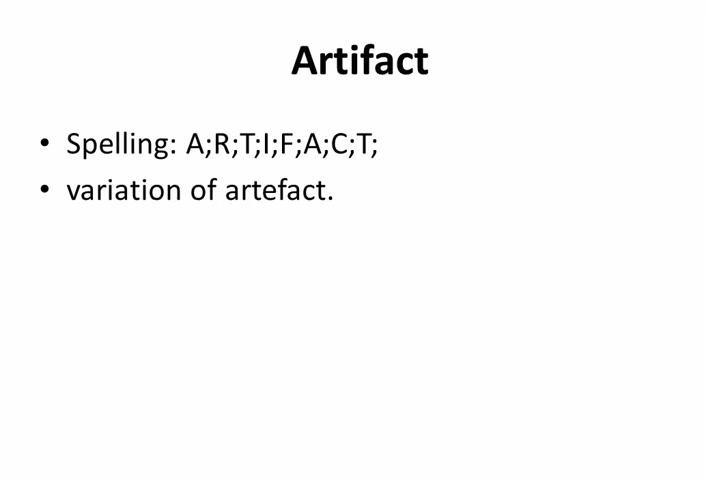 Artifact
• Spelling: A;R;T;I;F;A;C;T;
• variation of artefact.